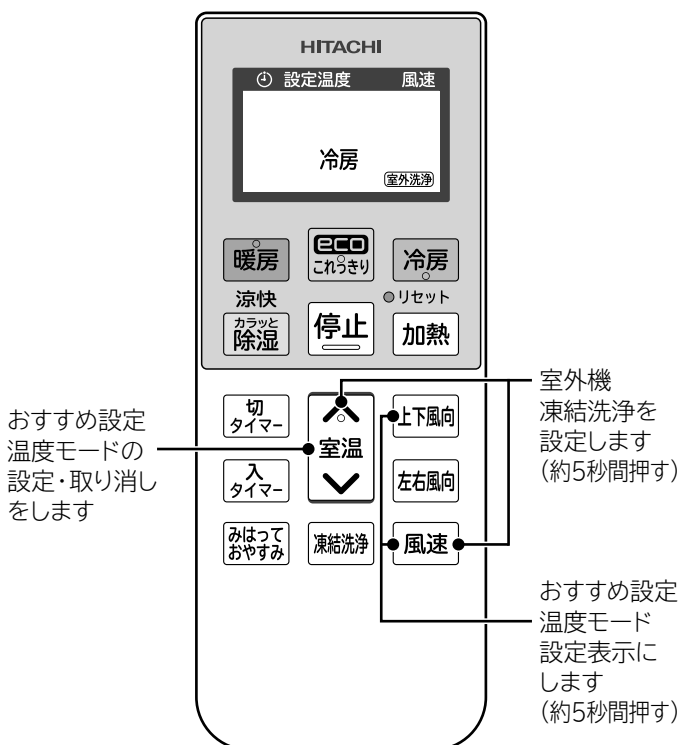 HITACHI
設定温度 風速
冷房
室外洗浄
暖房
eco
これっきり
冷房
涼快
カラッと
除湿
停止
リセット
加熱
切
タイマー
室温
上下風向
入
タイマー
左右風向
みはって
おやすみ
凍結洗浄
風速
おすすめ設定
温度モードの
設定・取り消し
をします
室外機
凍結洗浄を
設定します
(約5秒間押す)
おすすめ設定
温度モード
設定表示に
します
(約5秒間押す)